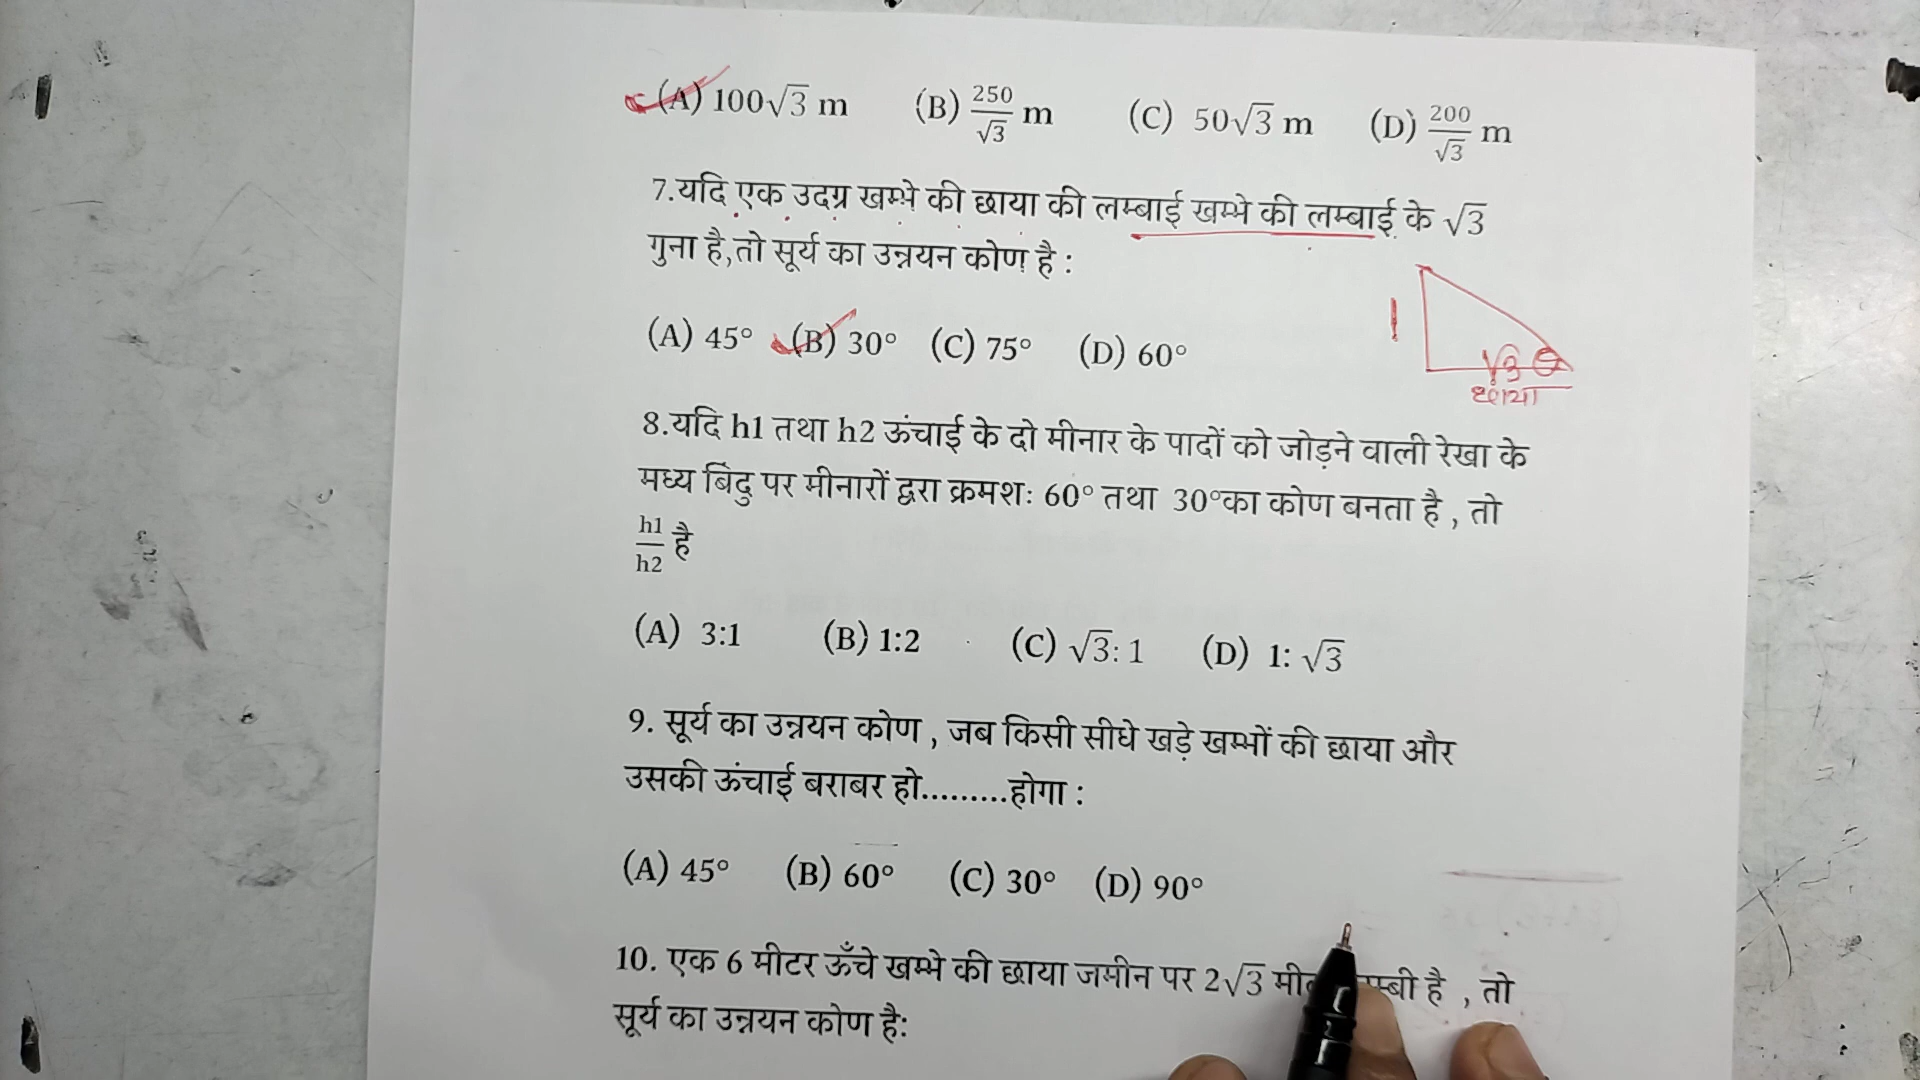 (A) 100√3 m (B) 250/√3 m (C) 50√3 m (D) 200/√3 m
7.यदि एक उदग्र खम्भे की छाया की लम्बाई खम्भे की लम्बाई के √3
गुना है,तो सूर्य का उन्नयन कोण है :
1
√3 θ
छाया
(A) 45° (B) 30° (C) 75° (D) 60°
8.यदि h1 तथा h2 ऊंचाई के दो मीनार के पादों को जोड़ने वाली रेखा के
मध्य बिंदु पर मीनारों द्वरा क्रमशः 60° तथा 30°का कोण बनता है , तो
h1/h2 है
(A) 3:1 (B) 1:2 (C) √3: 1 (D) 1: √3
9. सूर्य का उन्नयन कोण , जब किसी सीधे खड़े खम्भों की छाया और
उसकी ऊंचाई बराबर हो.........होगा :
(A) 45° (B) 60° (C) 30° (D) 90°
10. एक 6 मीटर ऊँचे खम्भे की छाया जमीन पर 2√3 है , तो
सूर्य का उन्नयन कोण है: